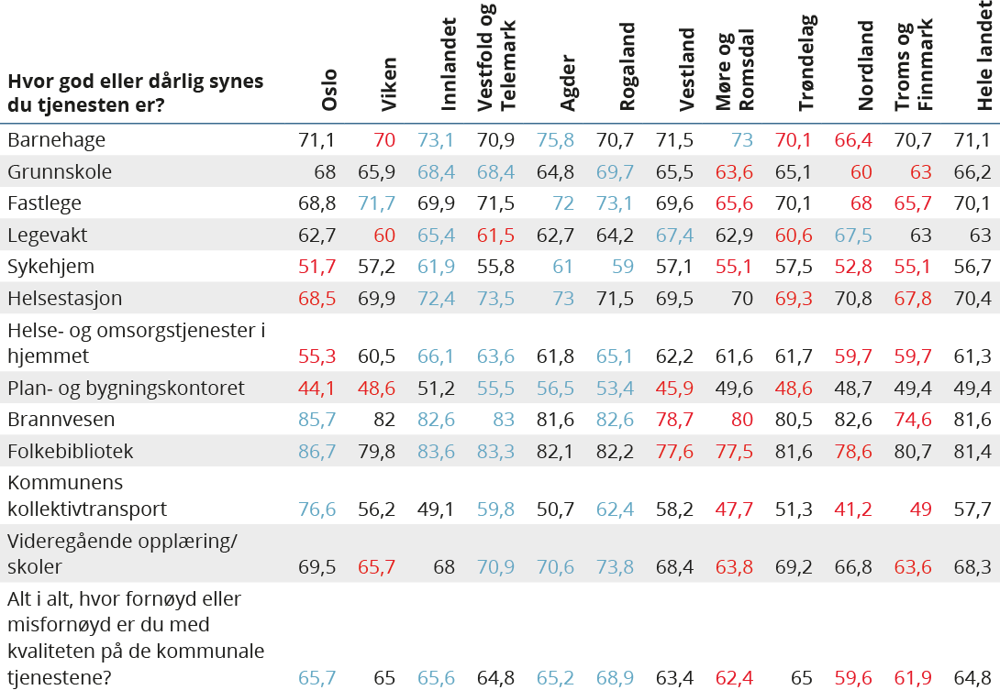 Hvor god eller dårlig synes
du tjenesten er? Oslo Viken Innlandet Vestfold og Telemark Agder Rogaland Vestland Møre og Romsdal Trøndelag Nordland Troms og Finnmark Hele landet
Barnehage 71,1 70 73,1 70,9 75,8 70,7 71,5 73 70,1 66,4 70,7 71,1
Grunnskole 68 65,9 68,4 68,4 64,8 69,7 65,5 63,6 65,1 60 63 66,2
Fastlege 68,8 71,7 69,9 71,5 72 73,1 69,6 65,6 70,1 68 65,7 70,1
Legevakt 62,7 60 65,4 61,5 62,7 64,2 67,4 62,9 60,6 67,5 63 63
Sykehjem 51,7 57,2 61,9 55,8 61 59 57,1 55,1 57,5 52,8 55,1 56,7
Helsestasjon 68,5 69,9 72,4 73,5 73 71,5 69,5 70 69,3 70,8 67,8 70,4
Helse- og omsorgstjenester i
hjemmet 55,3 60,5 66,1 63,6 61,8 65,1 62,2 61,6 61,7 59,7 59,7 61,3
Plan- og bygningskontoret 44,1 48,6 51,2 55,5 56,5 53,4 45,9 49,6 48,6 48,7 49,4 49,4
Brannvesen 85,7 82 82,6 83 81,6 82,6 78,7 80 80,5 82,6 74,6 81,6
Folkebibliotek 86,7 79,8 83,6 83,3 82,1 82,2 77,6 77,5 81,6 78,6 80,7 81,4
Kommunens
kollektivtransport 76,6 56,2 49,1 59,8 50,7 62,4 58,2 47,7 51,3 41,2 49 57,7
Videregående opplæring/
skoler 69,5 65,7 68 70,9 70,6 73,8 68,4 63,8 69,2 66,8 63,6 68,3
Alt i alt, hvor fornøyd eller
misfornøyd er du med
kvaliteten på de kommunale
tjenestene? 65,7 65 65,6 64,8 65,2 68,9 63,4 62,4 65 59,6 61,9 64,8